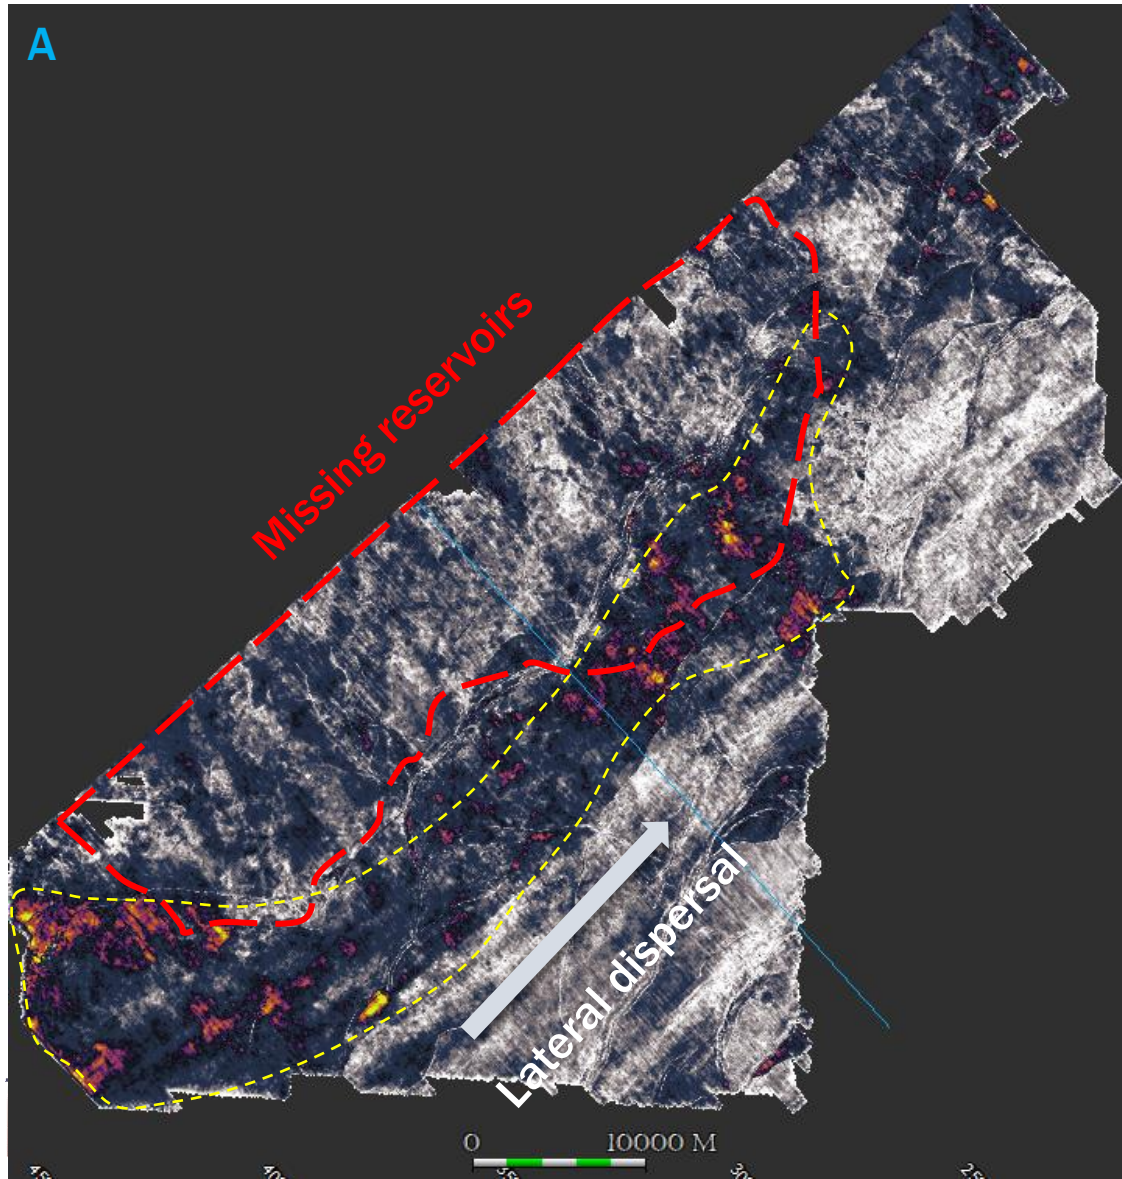 A
Missing reservoirs
Lateral dispersal
0 10000 M